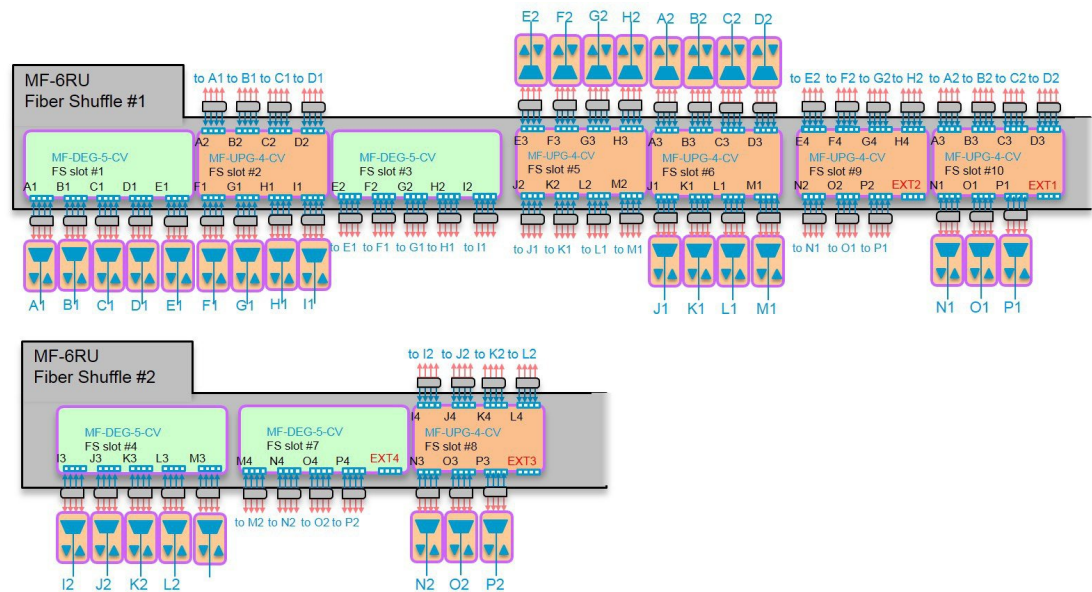 E2 F2 G2 H2 A2 B2 C2 D2
MF-6RU
Fiber Shuffle #1
to A1 to B1 to C1 to D1
to E2 to F2 to G2 to H2 to A2 to B2 to C2 to D2
A2 B2 C2 D2
E3 F3 G3 H3
A3 B3 C3 D3
E4 F4 G4 H4
A3 B3 C3 D3
MF-DEG-5-CV
FS slot #1
A1 B1 C1 D1 E1
MF-UPG-4-CV
FS slot #2
F1 G1 H1 I1
MF-DEG-5-CV
FS slot #3
E2 F2 G2 H2 I2
MF-UPG-4-CV
FS slot #5
J2 K2 L2 M2
MF-UPG-4-CV
FS slot #6
J1 K1 L1 M1
MF-UPG-4-CV
FS slot #9
N2 O2 P2 EXT2
MF-UPG-4-CV
FS slot #10
N1 O1 P1 EXT1
to E1 to F1 to G1 to H1 to I1
to J1 to K1 to L1 to M1
to N1 to O1 to P1
A1 B1 C1 D1 E1 F1 G1 H1 I1
J1 K1 L1 M1
N1 O1 P1
MF-6RU
Fiber Shuffle #2
to I2 to J2 to K2 to L2
I4 J4 K4 L4
MF-DEG-5-CV
FS slot #4
I3 J3 K3 L3 M3
MF-DEG-5-CV
FS slot #7
M4 N4 O4 P4 EXT4
MF-UPG-4-CV
FS slot #8
N3 O3 P3 EXT3
to M2 to N2 to O2 to P2
I2 J2 K2 L2
N2 O2 P2